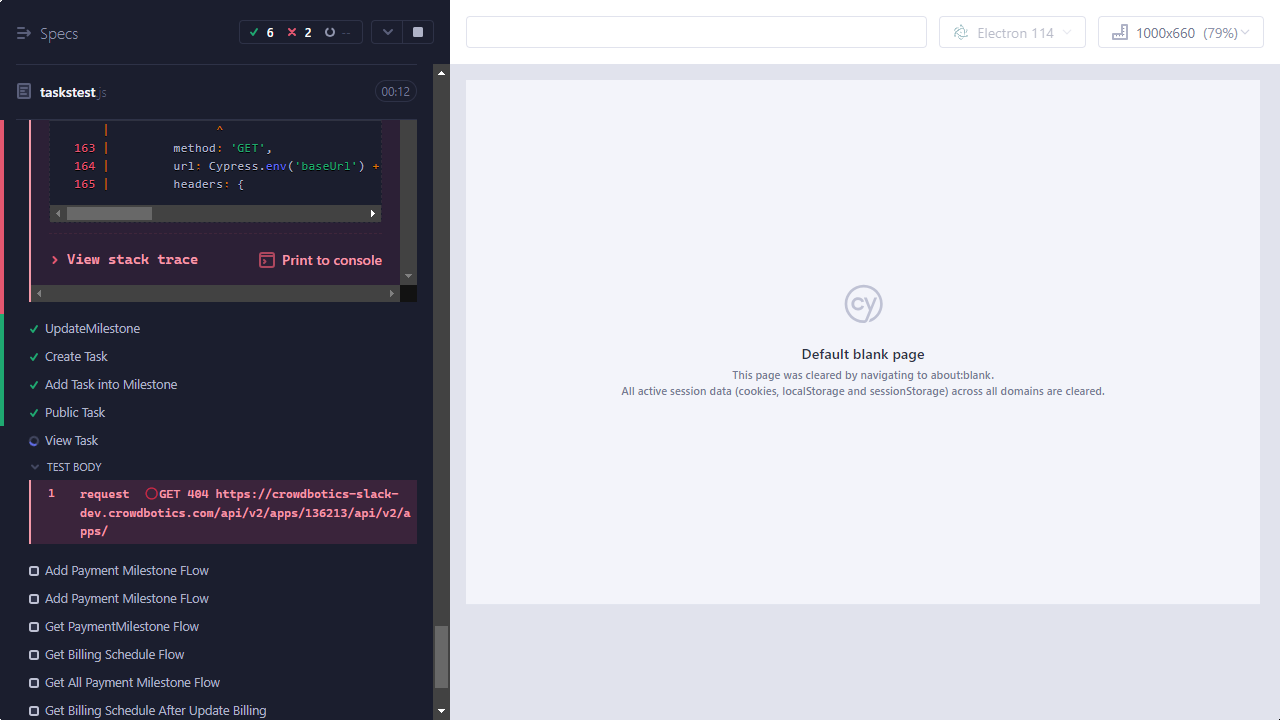 Specs
6
2
--
Electron 114
1000x660 (79%)
taskstest.js
00:12
| ^
163 | method: 'GET',
164 | url: Cypress.env('baseUrl') +
165 | headers: {
View stack trace
Print to console
UpdateMilestone
Create Task
Add Task into Milestone
Public Task
View Task
TEST BODY
1 request GET 404 https://crowdbotics-slack-
dev.crowdbotics.com/api/v2/apps/136213/api/v2/a
pps/
Add Payment Milestone FLow
Add Payment Milestone FLow
Get PaymentMilestone Flow
Get Billing Schedule Flow
Get All Payment Milestone Flow
Get Billing Schedule After Update Billing
cy
Default blank page
This page was cleared by navigating to about:blank.
All active session data (cookies, localStorage and sessionStorage) across all domains are cleared.